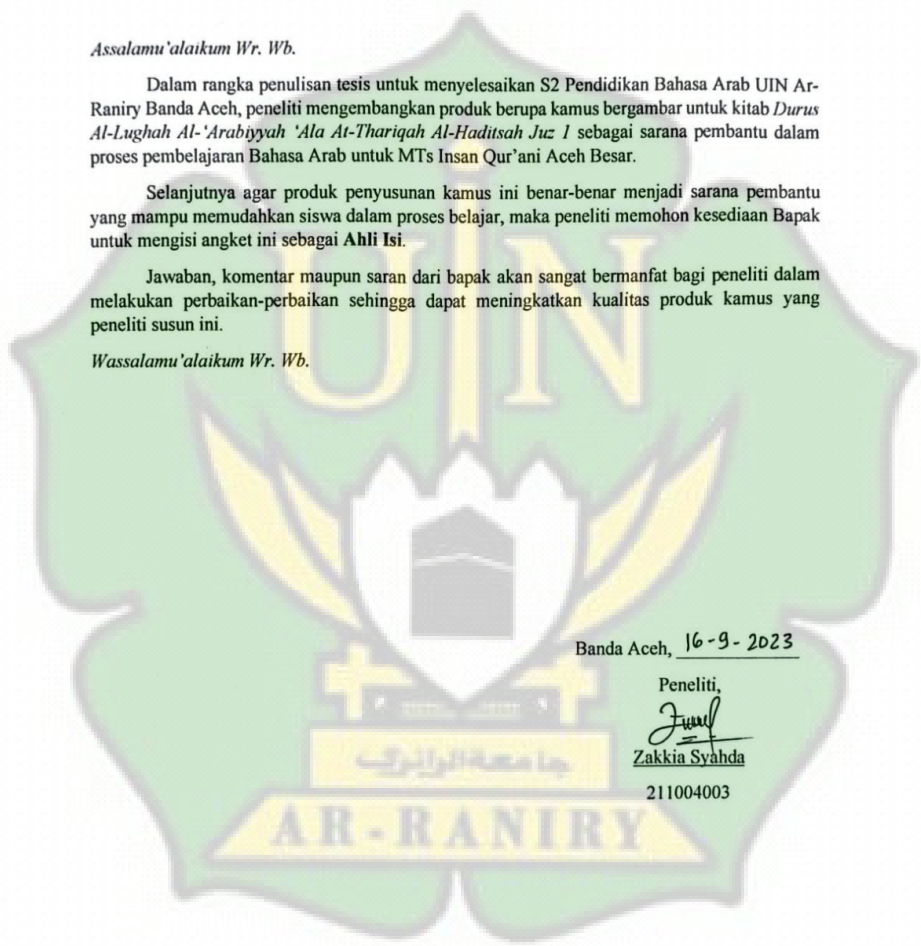 Assalamu'alaikum Wr. Wb.
Dalam rangka penulisan tesis untuk menyelesaikan S2 Pendidikan Bahasa Arab UIN Ar-
Raniry Banda Aceh, peneliti mengembangkan produk berupa kamus bergambar untuk kitab Durus
Al-Lughah Al-'Arabiyyah 'Ala At-Thariqah Al-Haditsah Juz 1 sebagai sarana pembantu dalam
proses pembelajaran Bahasa Arab untuk MTs Insan Qur'ani Aceh Besar.
Selanjutnya agar produk penyusunan kamus ini benar-benar menjadi sarana pembantu
yang mampu memudahkan siswa dalam proses belajar, maka peneliti memohon kesediaan Bapak
untuk mengisi angket ini sebagai Ahli Isi.
Jawaban, komentar maupun saran dari bapak akan sangat bermanfat bagi peneliti dalam
melakukan perbaikan-perbaikan sehingga dapat meningkatkan kualitas produk kamus yang
peneliti susun ini.
Wassalamu'alaikum Wr. Wb.
UIN
Banda Aceh, 16-9-2023
Peneliti,
Zakkia Syahda
211004003
جامعة الرانري
AR-RANIRY